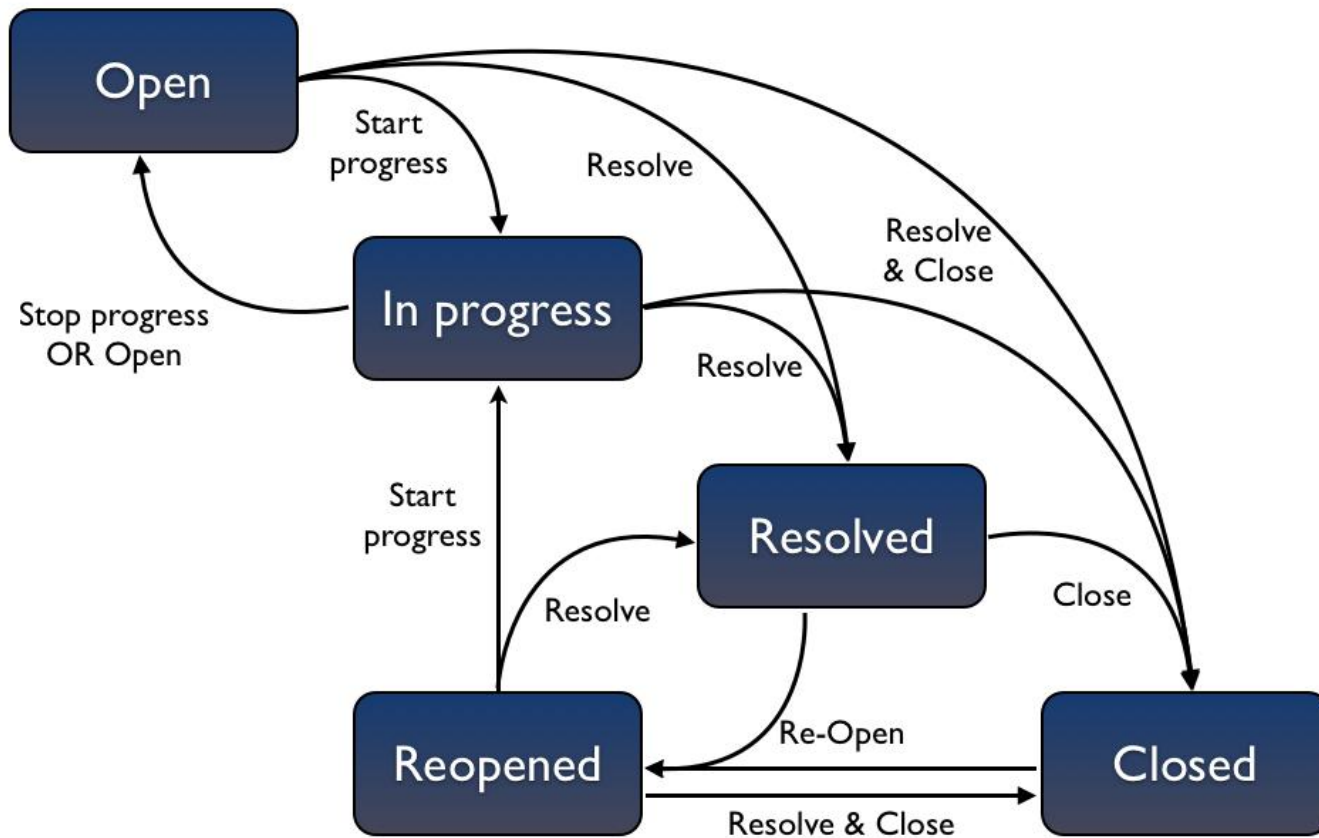 Open
Start
progress
Resolve
Resolve
& Close
In progress
Stop progress
OR Open
Resolve
Start
progress
Resolved
Resolve
Close
Re-Open
Reopened
Closed
Resolve & Close